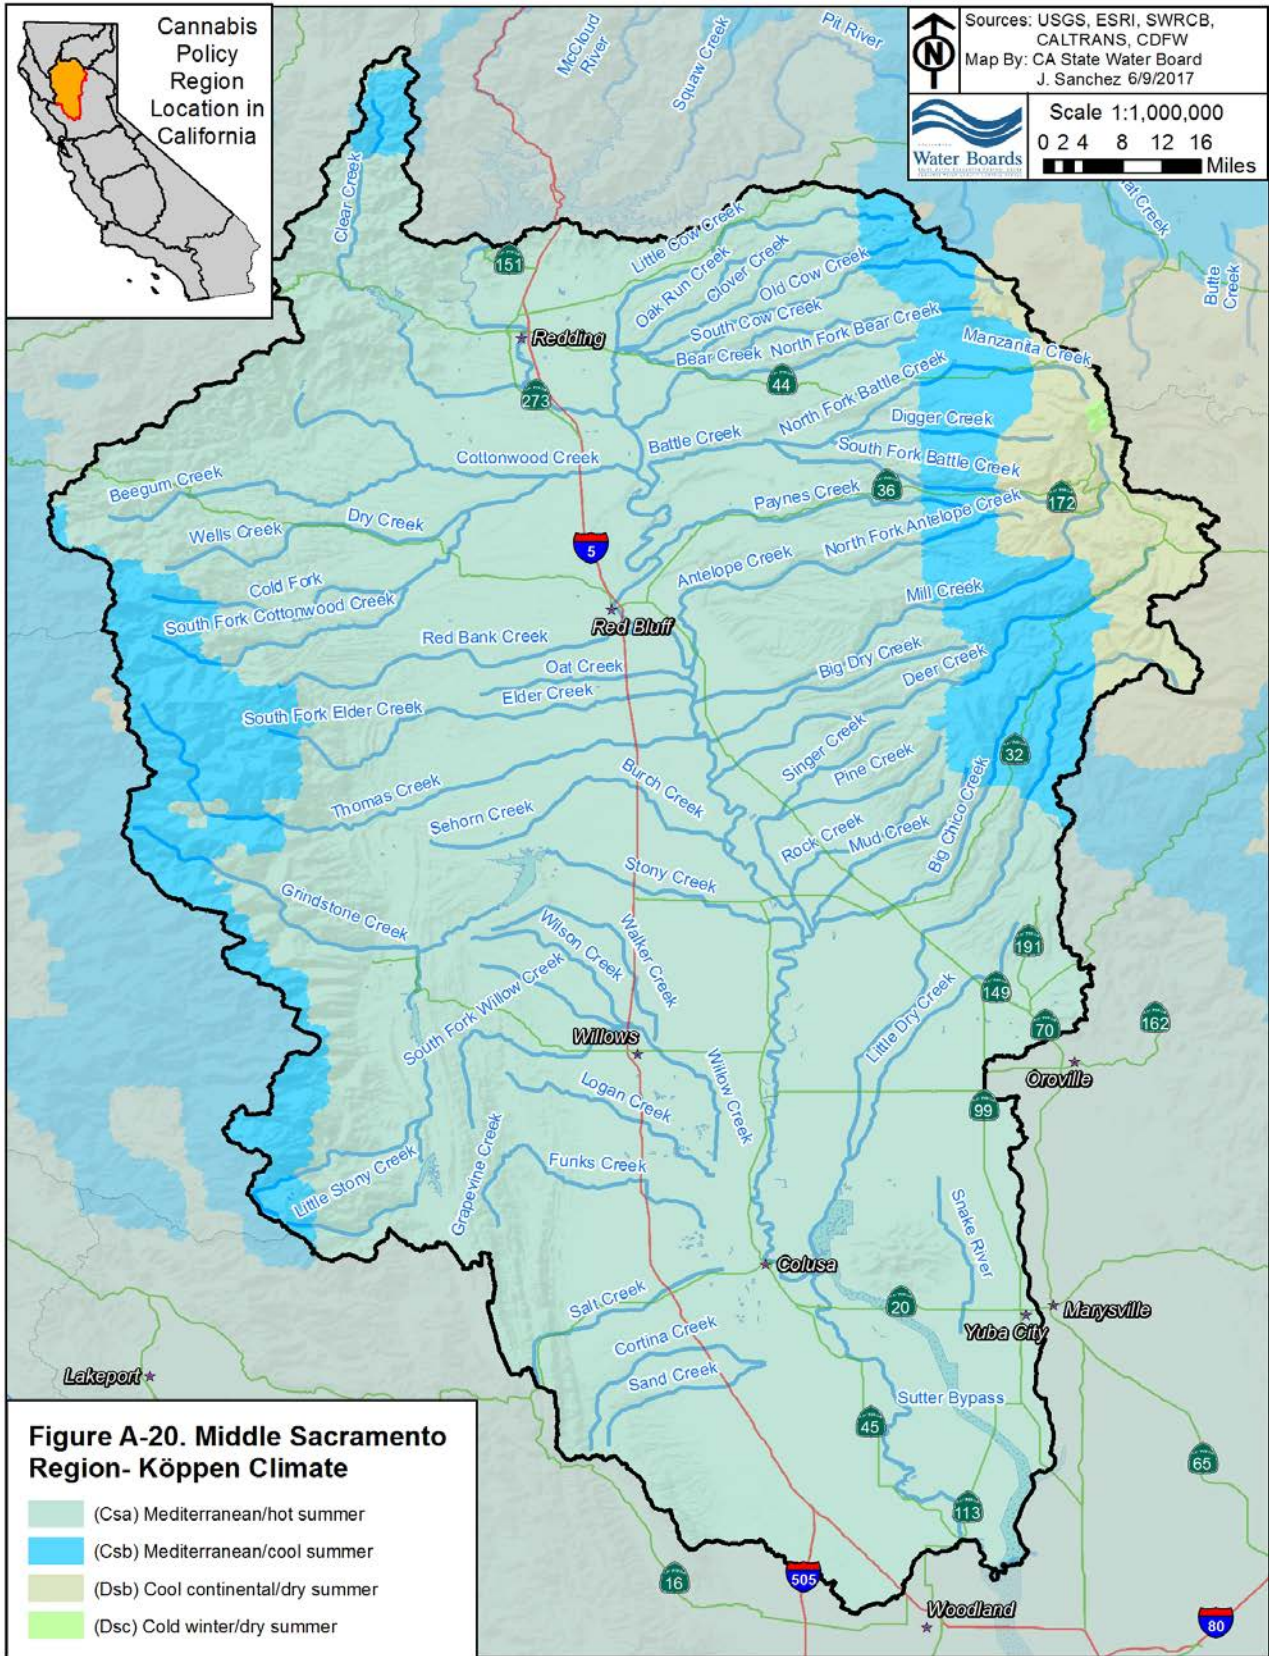 Cannabis
Policy
Region
Location in
California
McCloud
River
Squaw Creek
Pit River
N
Sources: USGS, ESRI, SWRCB,
CALTRANS, CDFW
Map By: CA State Water Board
J. Sanchez 6/9/2017
Water Boards
Scale 1:1,000,000
0 2 4 8 12 16
Miles
Clear Creek
151
Little Cow Creek
Oak Run Creek
Clover Creek
Old Cow Creek
South Cow Creek
Butte
Creek
Redding
Bear Creek
North Fork Bear Creek
Manzanita Creek
44
273
North Fork Battle Creek
Digger Creek
Battle Creek
South Fork Battle Creek
Cottonwood Creek
Beegum Creek
Paynes Creek
36
172
Dry Creek
Wells Creek
North Fork Antelope Creek
5
Antelope Creek
Cold Fork
Mill Creek
South Fork Cottonwood Creek
Red Bluff
Red Bank Creek
Oat Creek
Big Dry Creek
Deer Creek
Elder Creek
South Fork Elder Creek
Singer Creek
32
Pine Creek
Burch Creek
Thomas Creek
Sehorn Creek
Rock Creek
Mud Creek
Big Chico Creek
Stony Creek
Grindstone Creek
Wilson Creek
Walker Creek
191
South Fork Willow Creek
149
Little Dry Creek
70
162
Willows
Oroville
Willow Creek
Logan Creek
99
Grapevine Creek
Funks Creek
Little Stony Creek
Snake River
Colusa
Salt Creek
20
Marysville
Yuba City
Cortina Creek
Sand Creek
Lakeport
Sutter Bypass
45
65
113
16
505
Woodland
80
Figure A-20. Middle Sacramento
Region- Köppen Climate
(Csa) Mediterranean/hot summer
(Csb) Mediterranean/cool summer
(Dsb) Cool continental/dry summer
(Dsc) Cold winter/dry summer